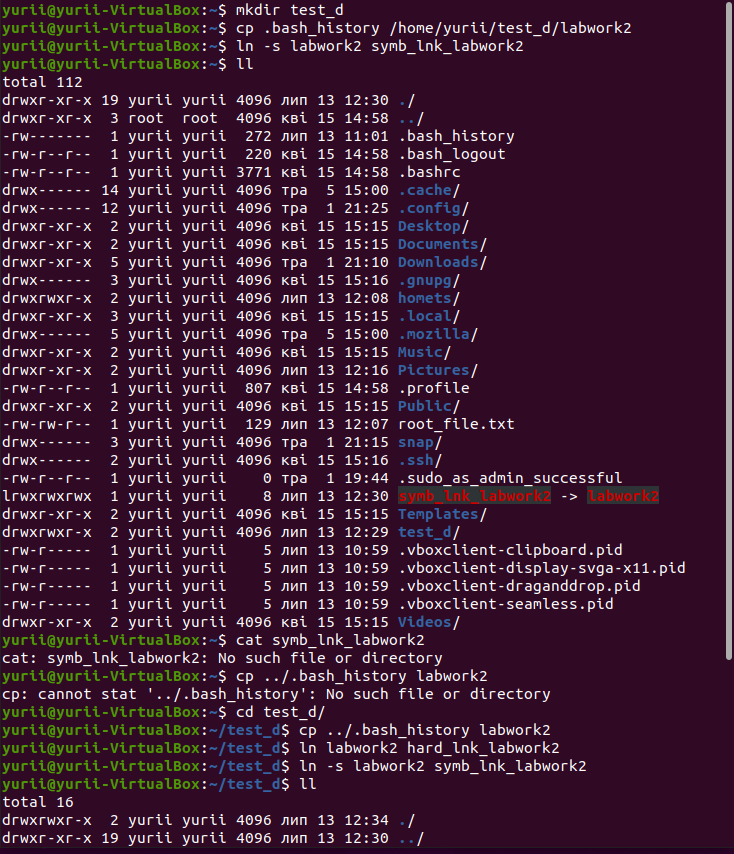 yurii@yurii-VirtualBox:~$ mkdir test_d
yurii@yurii-VirtualBox:~$ cp .bash_history /home/yurii/test_d/labwork2
yurii@yurii-VirtualBox:~$ ln -s labwork2 symb_lnk_labwork2
yurii@yurii-VirtualBox:~$ ll
total 112
drwxr-xr-x 19 yurii yurii 4096 лип 13 12:30 ./
drwxr-xr-x  3 root  root  4096 кві 15 14:58 ../
-rw-------  1 yurii yurii  272 лип 13 11:01 .bash_history
-rw-r--r--  1 yurii yurii  220 кві 15 14:58 .bash_logout
-rw-r--r--  1 yurii yurii 3771 кві 15 14:58 .bashrc
drwx------ 14 yurii yurii 4096 тра  5 15:00 .cache/
drwx------ 12 yurii yurii 4096 тра  1 21:25 .config/
drwxr-xr-x  2 yurii yurii 4096 кві 15 15:15 Desktop/
drwxr-xr-x  2 yurii yurii 4096 кві 15 15:15 Documents/
drwxr-xr-x  5 yurii yurii 4096 тра  1 21:10 Downloads/
drwx------  3 yurii yurii 4096 кві 15 15:16 .gnupg/
drwxrwxr-x  2 yurii yurii 4096 лип 13 12:08 homets/
drwxr-xr-x  3 yurii yurii 4096 кві 15 15:15 .local/
drwx------  5 yurii yurii 4096 тра  5 15:00 .mozilla/
drwxr-xr-x  2 yurii yurii 4096 кві 15 15:15 Music/
drwxr-xr-x  2 yurii yurii 4096 лип 13 12:16 Pictures/
-rw-r--r--  1 yurii yurii  807 кві 15 14:58 .profile
drwxr-xr-x  2 yurii yurii 4096 кві 15 15:15 Public/
-rw-rw-r--  1 yurii yurii  129 лип 13 12:07 root_file.txt
drwx------  3 yurii yurii 4096 тра  1 21:15 snap/
drwx------  2 yurii yurii 4096 кві 15 15:16 .ssh/
-rw-r--r--  1 yurii yurii    0 тра  1 19:44 .sudo_as_admin_successful
lrwxrwxrwx  1 yurii yurii    8 лип 13 12:30 symb_lnk_labwork2 -> labwork2
drwxr-xr-x  2 yurii yurii 4096 кві 15 15:15 Templates/
drwxrwxr-x  2 yurii yurii 4096 лип 13 12:29 test_d/
-rw-r-----  1 yurii yurii    5 лип 13 10:59 .vboxclient-clipboard.pid
-rw-r-----  1 yurii yurii    5 лип 13 10:59 .vboxclient-display-svga-x11.pid
-rw-r-----  1 yurii yurii    5 лип 13 10:59 .vboxclient-draganddrop.pid
-rw-r-----  1 yurii yurii    5 лип 13 10:59 .vboxclient-seamless.pid
drwxr-xr-x  2 yurii yurii 4096 кві 15 15:15 Videos/
yurii@yurii-VirtualBox:~$ cat symb_lnk_labwork2
cat: symb_lnk_labwork2: No such file or directory
yurii@yurii-VirtualBox:~$ cp ../.bash_history labwork2
cp: cannot stat '../.bash_history': No such file or directory
yurii@yurii-VirtualBox:~$ cd test_d/
yurii@yurii-VirtualBox:~/test_d$ cp ../.bash_history labwork2
yurii@yurii-VirtualBox:~/test_d$ ln labwork2 hard_lnk_labwork2
yurii@yurii-VirtualBox:~/test_d$ ln -s labwork2 symb_lnk_labwork2
yurii@yurii-VirtualBox:~/test_d$ ll
total 16
drwxrwxr-x  2 yurii yurii 4096 лип 13 12:34 ./
drwxr-xr-x 19 yurii yurii 4096 лип 13 12:30 ../